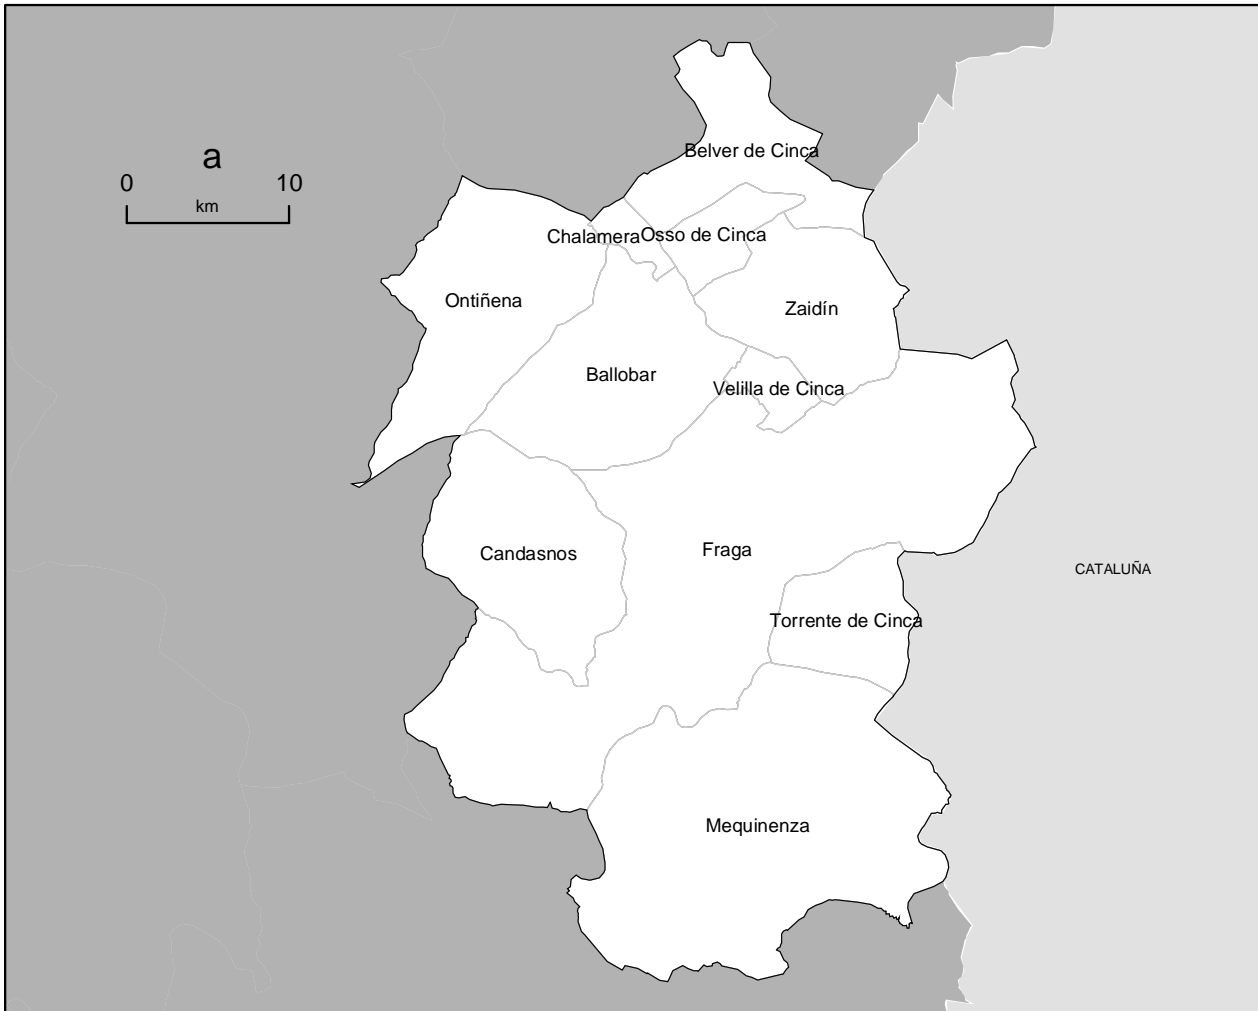 a
0 10
km
Belver de Cinca
Chalamera
Osso de Cinca
Ontiñena
Zaidín
Ballobar
Velilla de Cinca
Candasnos
Fraga
CATALUÑA
Torrente de Cinca
Mequinenza